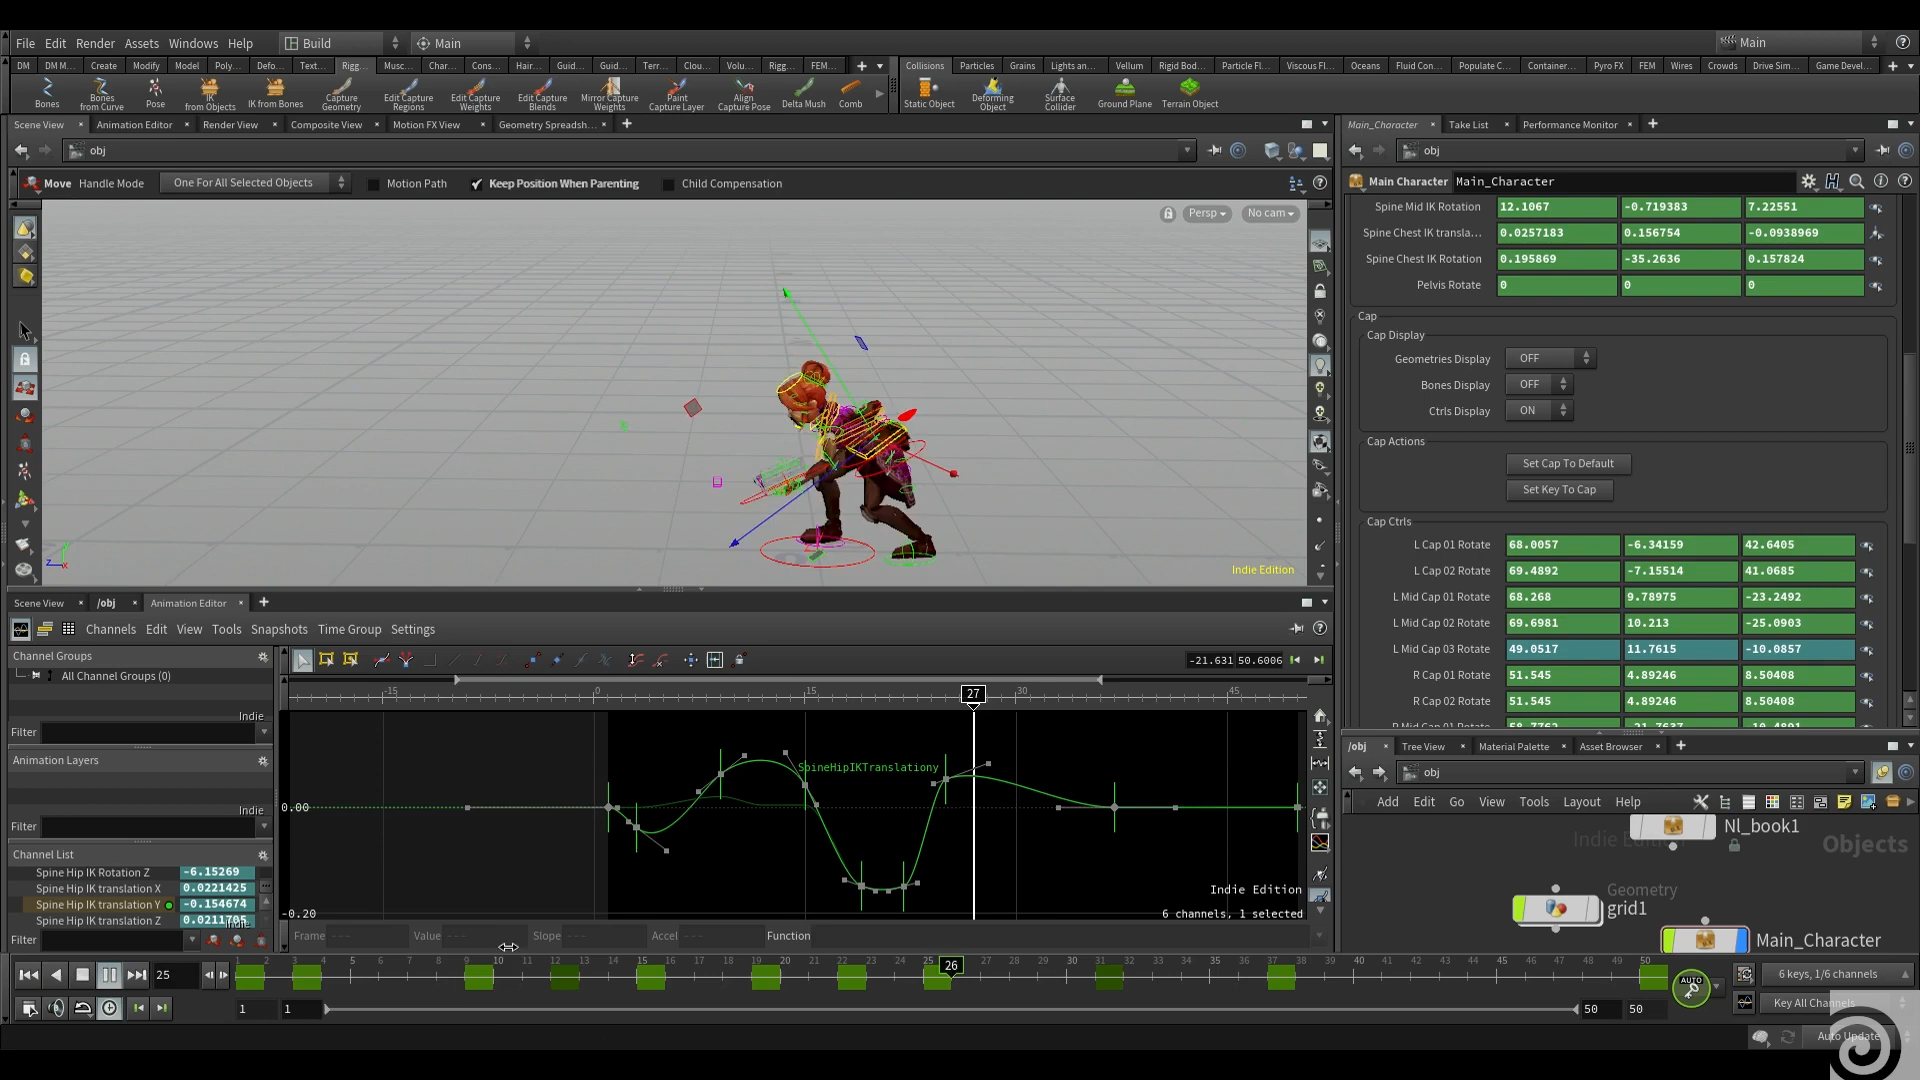 File Edit Render Assets Windows Help Build Main Main
DM DM M... Create Modify Model Poly... Defo... Text... Rigg... Musc... Char... Cons... Hair... Guid... Guid... Terr... Clou... Volu... Rigg... FEM... Collisions Particles Grains Lights an... Vellum Rigid Bod... Particle Fl... Viscous Fl... Oceans Fluid Con... Populate C... Container... Pyro FX FEM Wires Crowds Drive Sim... Game Devel...
Bones Bones from Curve Pose IK from Objects IK from Bones Capture Geometry Edit Capture Regions Edit Capture Weights Edit Capture Blends Mirror Capture Weights Paint Capture Layer Align Capture Pose Delta Mush Comb Static Object Deforming Object Surface Collider Ground Plane Terrain Object
Scene View Animation Editor Render View Composite View Motion FX View Geometry Spreadsh... Main_Character Take List Performance Monitor
obj obj
Move Handle Mode One For All Selected Objects Motion Path Keep Position When Parenting Child Compensation
Main Character Main_Character
Persp No cam
Spine Mid IK Rotation 12.1067 -0.719383 7.22551
Spine Chest IK transla... 0.0257183 0.156754 -0.0938969
Spine Chest IK Rotation 0.195869 -35.2636 0.157824
Pelvis Rotate 0 0 0
Cap
Cap Display
Geometries Display OFF
Bones Display OFF
Ctrls Display ON
Cap Actions
Set Cap To Default
Set Key To Cap
Cap Ctrls
L Cap 01 Rotate 68.0057 -6.34159 42.6405
L Cap 02 Rotate 69.4892 -7.15514 41.0685
L Mid Cap 01 Rotate 68.268 9.78975 -23.2492
L Mid Cap 02 Rotate 69.6981 10.213 -25.0903
L Mid Cap 03 Rotate 49.0517 11.7615 -10.0857
R Cap 01 Rotate 51.545 4.89246 8.50408
R Cap 02 Rotate 51.545 4.89246 8.50408
Indie Edition
z x
Scene View /obj Animation Editor
Channels Edit View Tools Snapshots Time Group Settings
Channel Groups
All Channel Groups (0)
Indie
Filter
Animation Layers
Indie
Filter
Channel List
Spine Hip IK Rotation Z -6.15269
Spine Hip IK translation X 0.0221425
Spine Hip IK translation Y -0.154674
Spine Hip IK translation Z
Indie
Filter
-21.631 50.6006
-15 0 15 27 30 45
SpineHipIKTranslationy
0.00
-0.20
Indie Edition
6 channels, 1 selected
Frame --- Value --- Slope --- Accel --- Function
/obj Tree View Material Palette Asset Browser
obj
Add Edit Go View Tools Layout Help
Nl_book1
Indie Edition
Objects
Geometry
grid1
Main_Character
25
1 2 3 4 5 6 7 8 9 10 11 12 13 14 15 16 17 18 19 20 21 22 23 24 25 26 27 28 29 30 31 32 33 34 35 36 37 38 39 40 41 42 43 44 45 46 47 48 49 50
AUTO
6 keys, 1/6 channels
1 1 50 50
Key All Channels
Auto Update